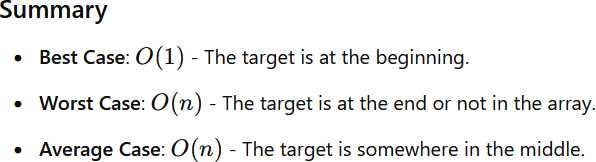 Summary
• Best Case: O(1) - The target is at the beginning.
• Worst Case: O(n) - The target is at the end or not in the array.
• Average Case: O(n) - The target is somewhere in the middle.